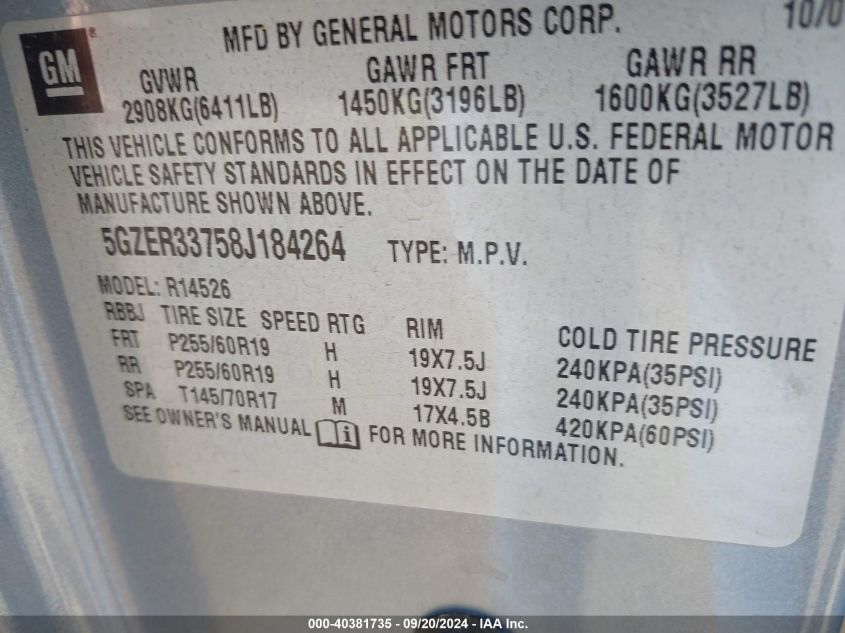 GM ®
MFD BY GENERAL MOTORS CORP. 10/0
GVWR GAWR FRT GAWR RR
2908KG(6411LB) 1450KG(3196LB) 1600KG(3527LB)
THIS VEHICLE CONFORMS TO ALL APPLICABLE U.S. FEDERAL MOTOR
VEHICLE SAFETY STANDARDS IN EFFECT ON THE DATE OF
MANUFACTURE SHOWN ABOVE.
5GZER33758J184264 TYPE: M.P.V.
MODEL: R14526
RBBJ TIRE SIZE SPEED RTG RIM COLD TIRE PRESSURE
FRT P255/60R19 H 19X7.5J 240KPA(35PSI)
RR P255/60R19 H 19X7.5J 240KPA(35PSI)
SPA T145/70R17 M 17X4.5B 420KPA(60PSI)
SEE OWNER'S MANUAL i FOR MORE INFORMATION.
000-40381735 - 09/20/2024 - IAA Inc.